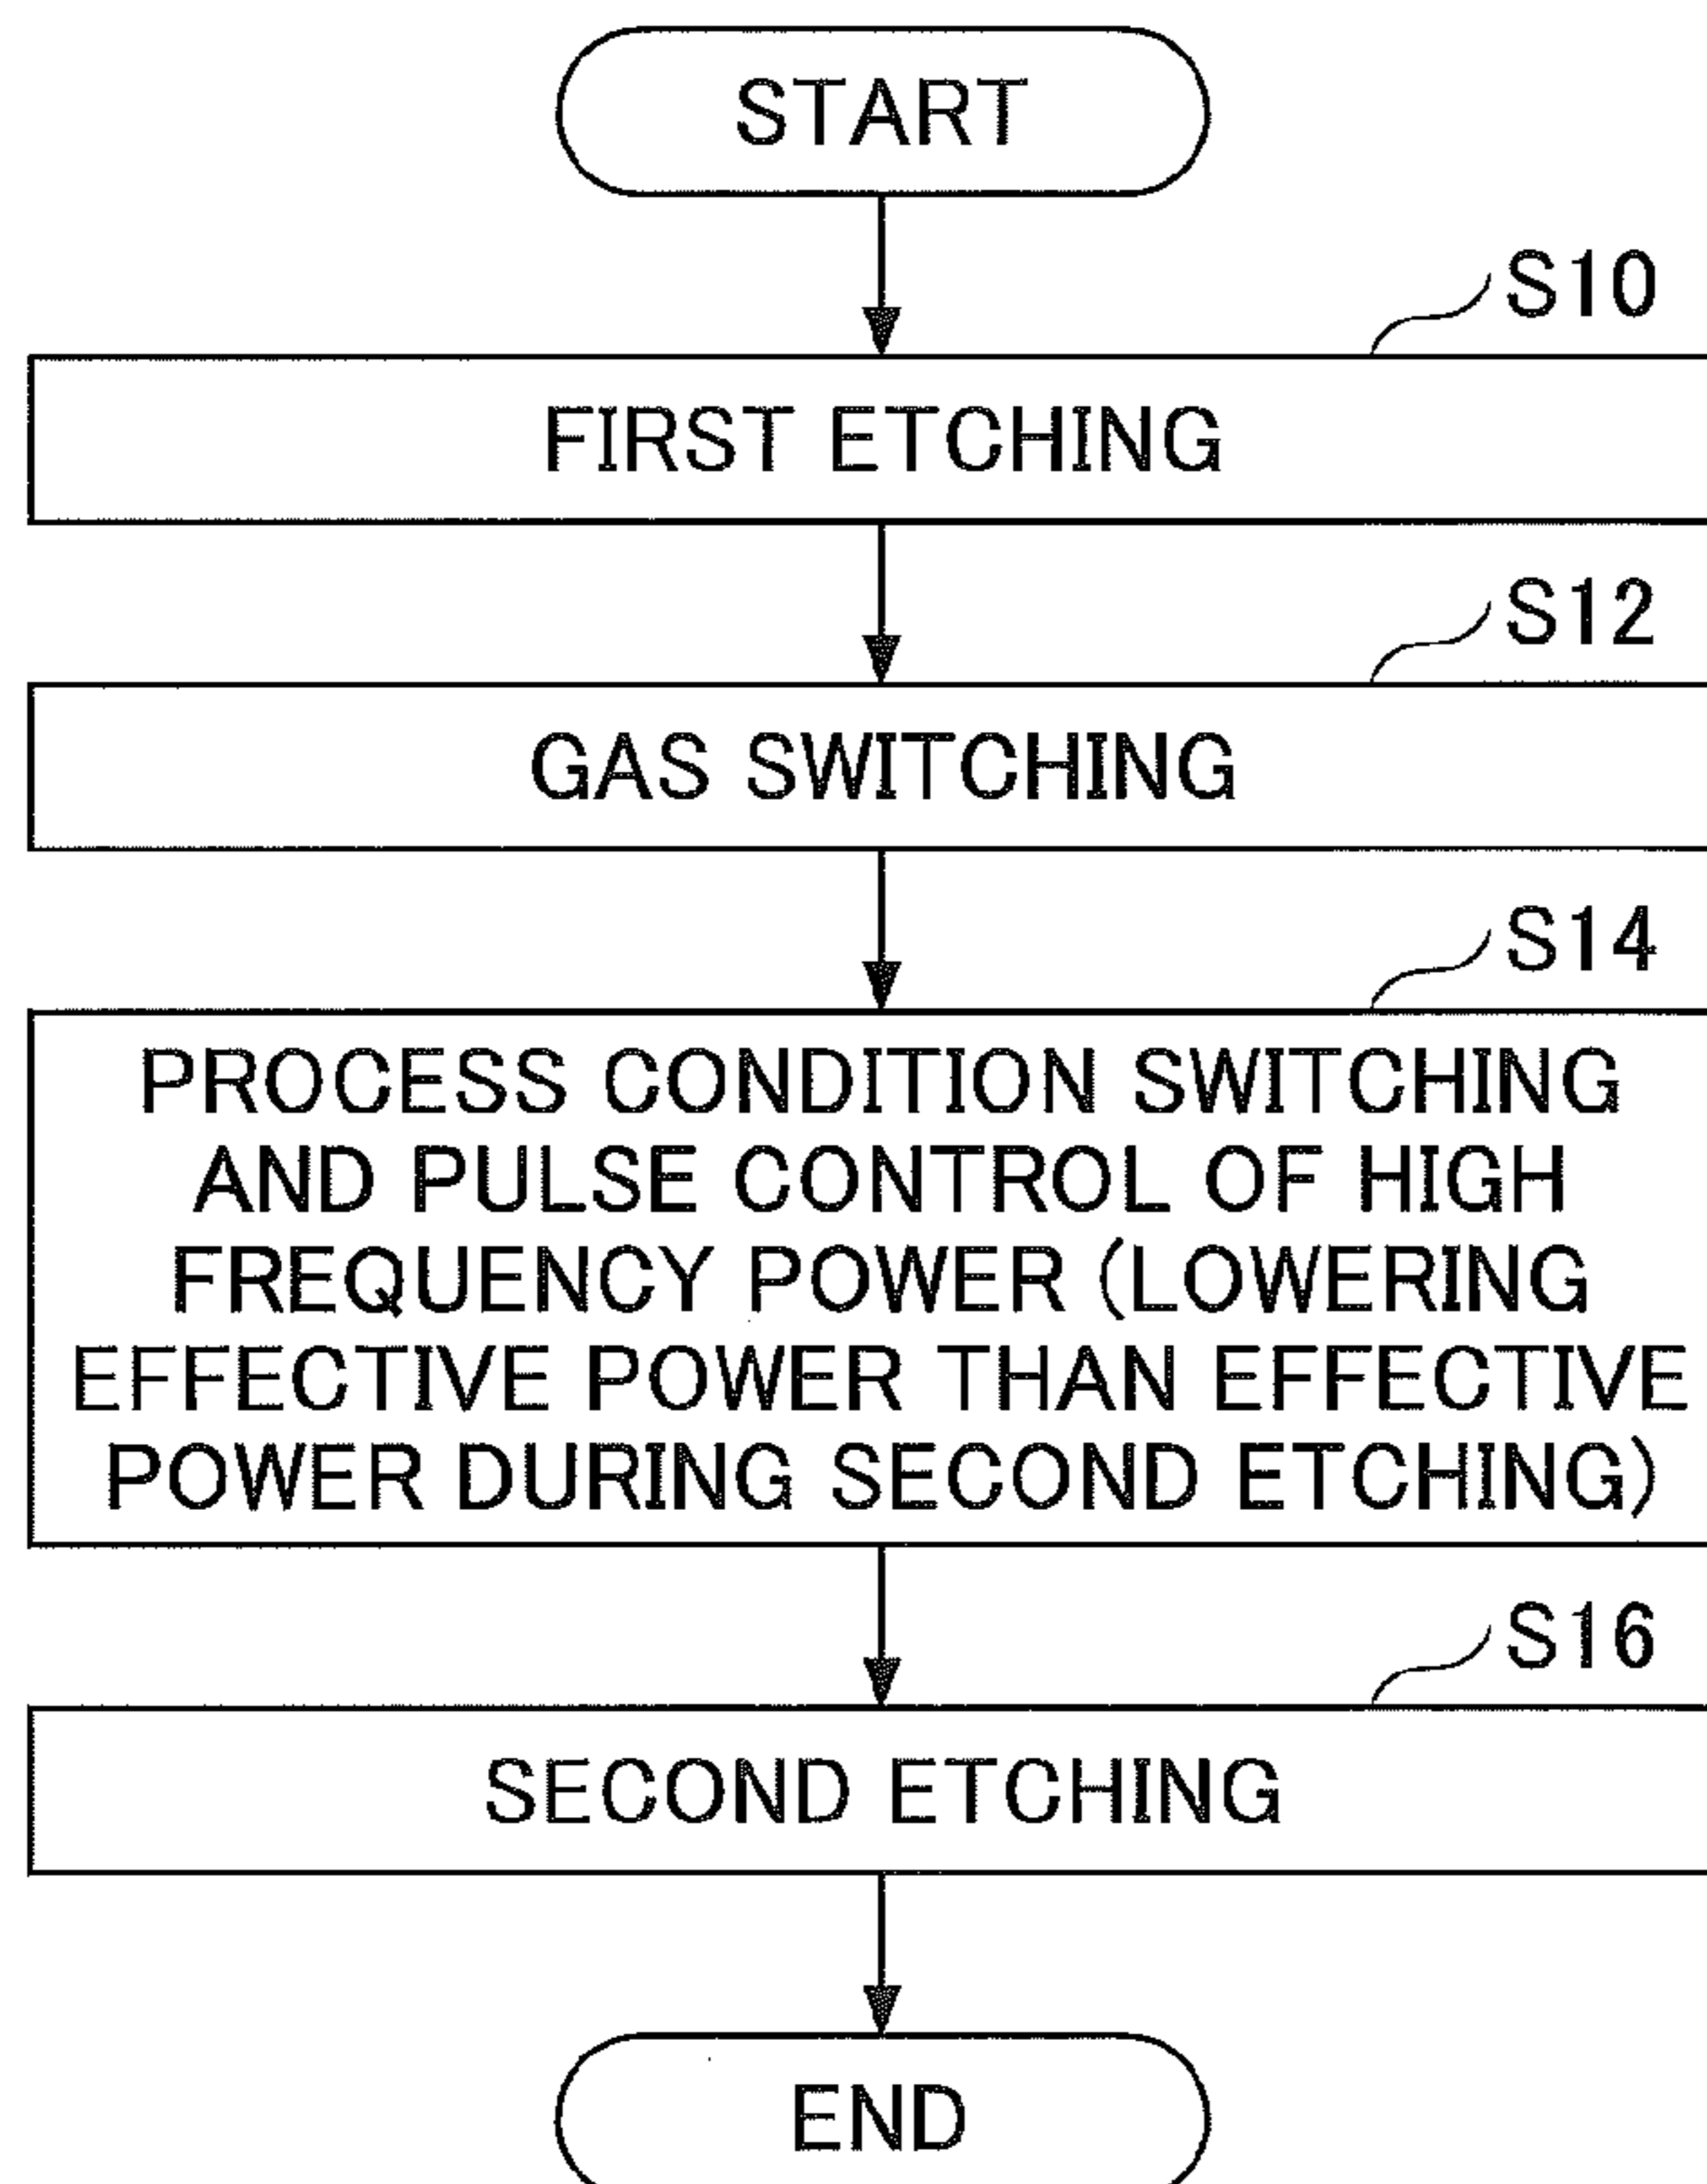 START
S10
FIRST ETCHING
S12
GAS SWITCHING
S14
PROCESS CONDITION SWITCHING
AND PULSE CONTROL OF HIGH
FREQUENCY POWER (LOWERING
EFFECTIVE POWER THAN EFFECTIVE
POWER DURING SECOND ETCHING)
S16
SECOND ETCHING
END